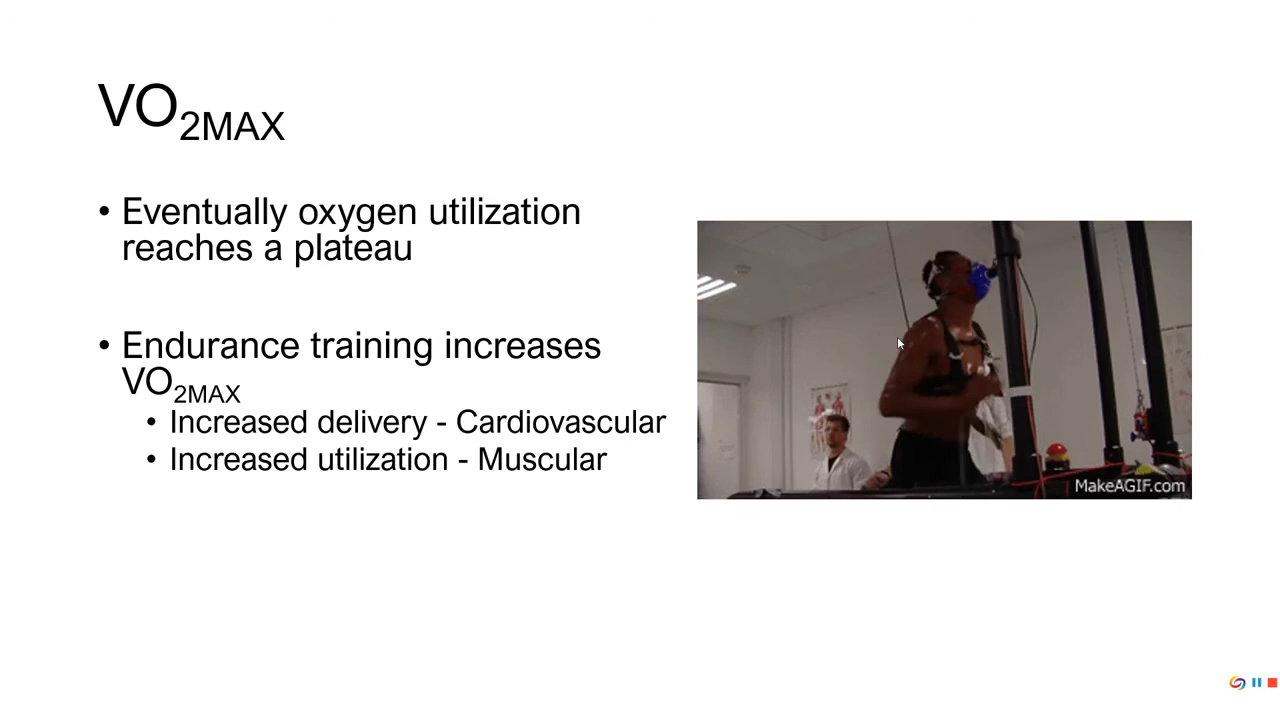 VO2MAX
• Eventually oxygen utilization
reaches a plateau
• Endurance training increases
VO2MAX
• Increased delivery - Cardiovascular
• Increased utilization - Muscular
MakeAGIF.com